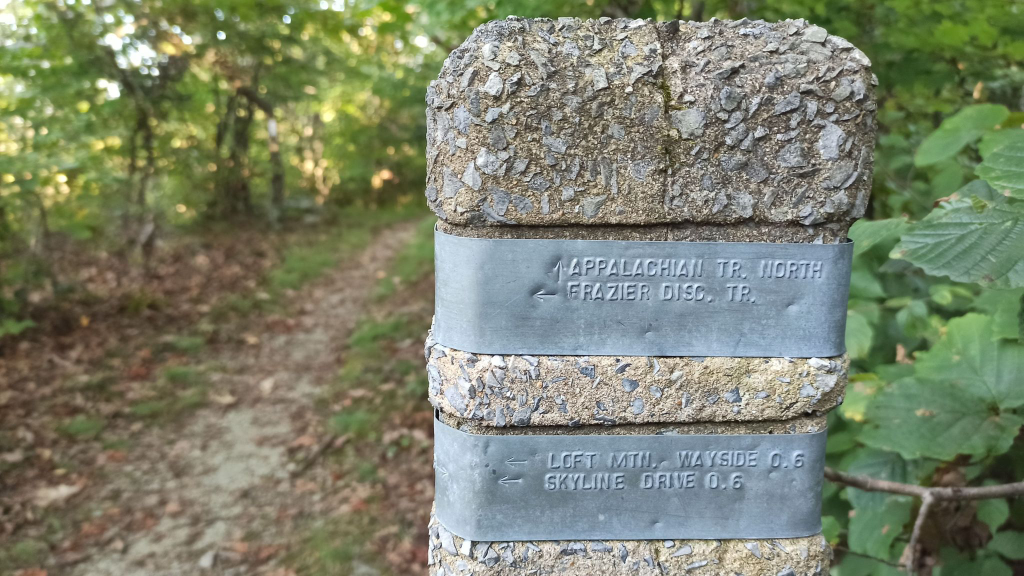 ↑ APPALACHIAN TR. NORTH
← FRAZIER DISC. TR.
← LOFT MTN. WAYSIDE 0.6
← SKYLINE DRIVE 0.6